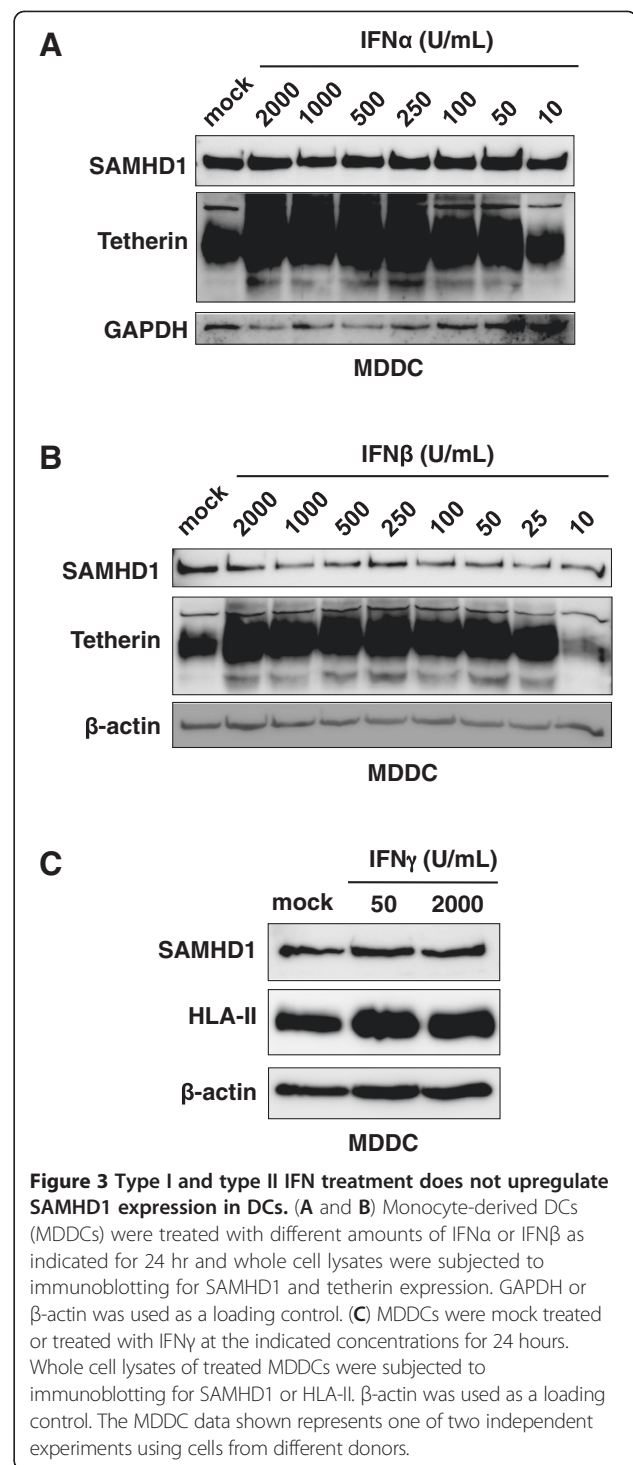 A
IFNα (U/mL)
mock 2000 1000 500 250 100 50 10
SAMHD1
Tetherin
GAPDH
MDDC
B
IFNβ (U/mL)
mock 2000 1000 500 250 100 50 25 10
SAMHD1
Tetherin
β-actin
MDDC
C
IFNγ (U/mL)
mock 50 2000
SAMHD1
HLA-II
β-actin
MDDC
Figure 3 Type I and type II IFN treatment does not upregulate
SAMHD1 expression in DCs. (A and B) Monocyte-derived DCs
(MDDCs) were treated with different amounts of IFNα or IFNβ as
indicated for 24 hr and whole cell lysates were subjected to
immunoblotting for SAMHD1 and tetherin expression. GAPDH or
β-actin was used as a loading control. (C) MDDCs were mock treated
or treated with IFNγ at the indicated concentrations for 24 hours.
Whole cell lysates of treated MDDCs were subjected to
immunoblotting for SAMHD1 or HLA-II. β-actin was used as a loading
control. The MDDC data shown represents one of two independent
experiments using cells from different donors.